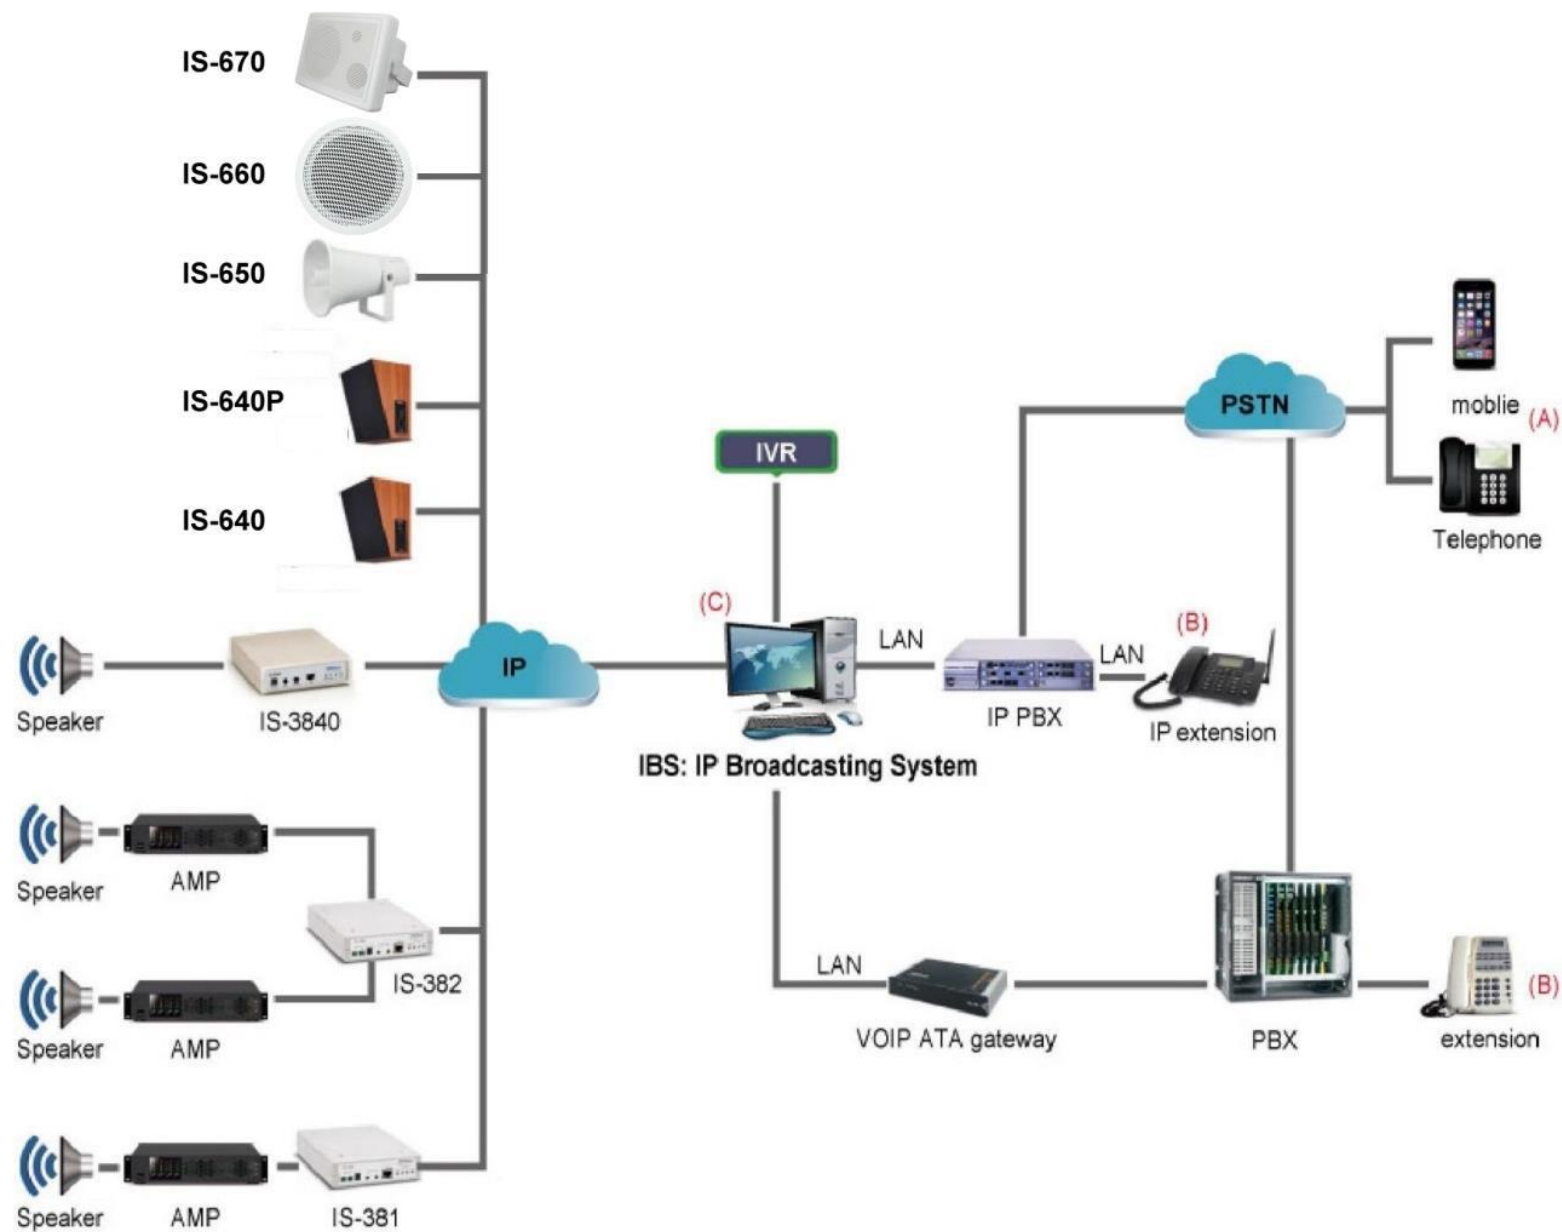 IS-670
IS-660
IS-650
IS-640P
IS-640
PSTN
moblie
(A)
Telephone
IVR
(C)
LAN
(B)
LAN
IP
Speaker
IS-3840
IP PBX
IP extension
IBS: IP Broadcasting System
Speaker
AMP
IS-382
LAN
(B)
Speaker
AMP
VOIP ATA gateway
PBX
extension
Speaker
AMP
IS-381